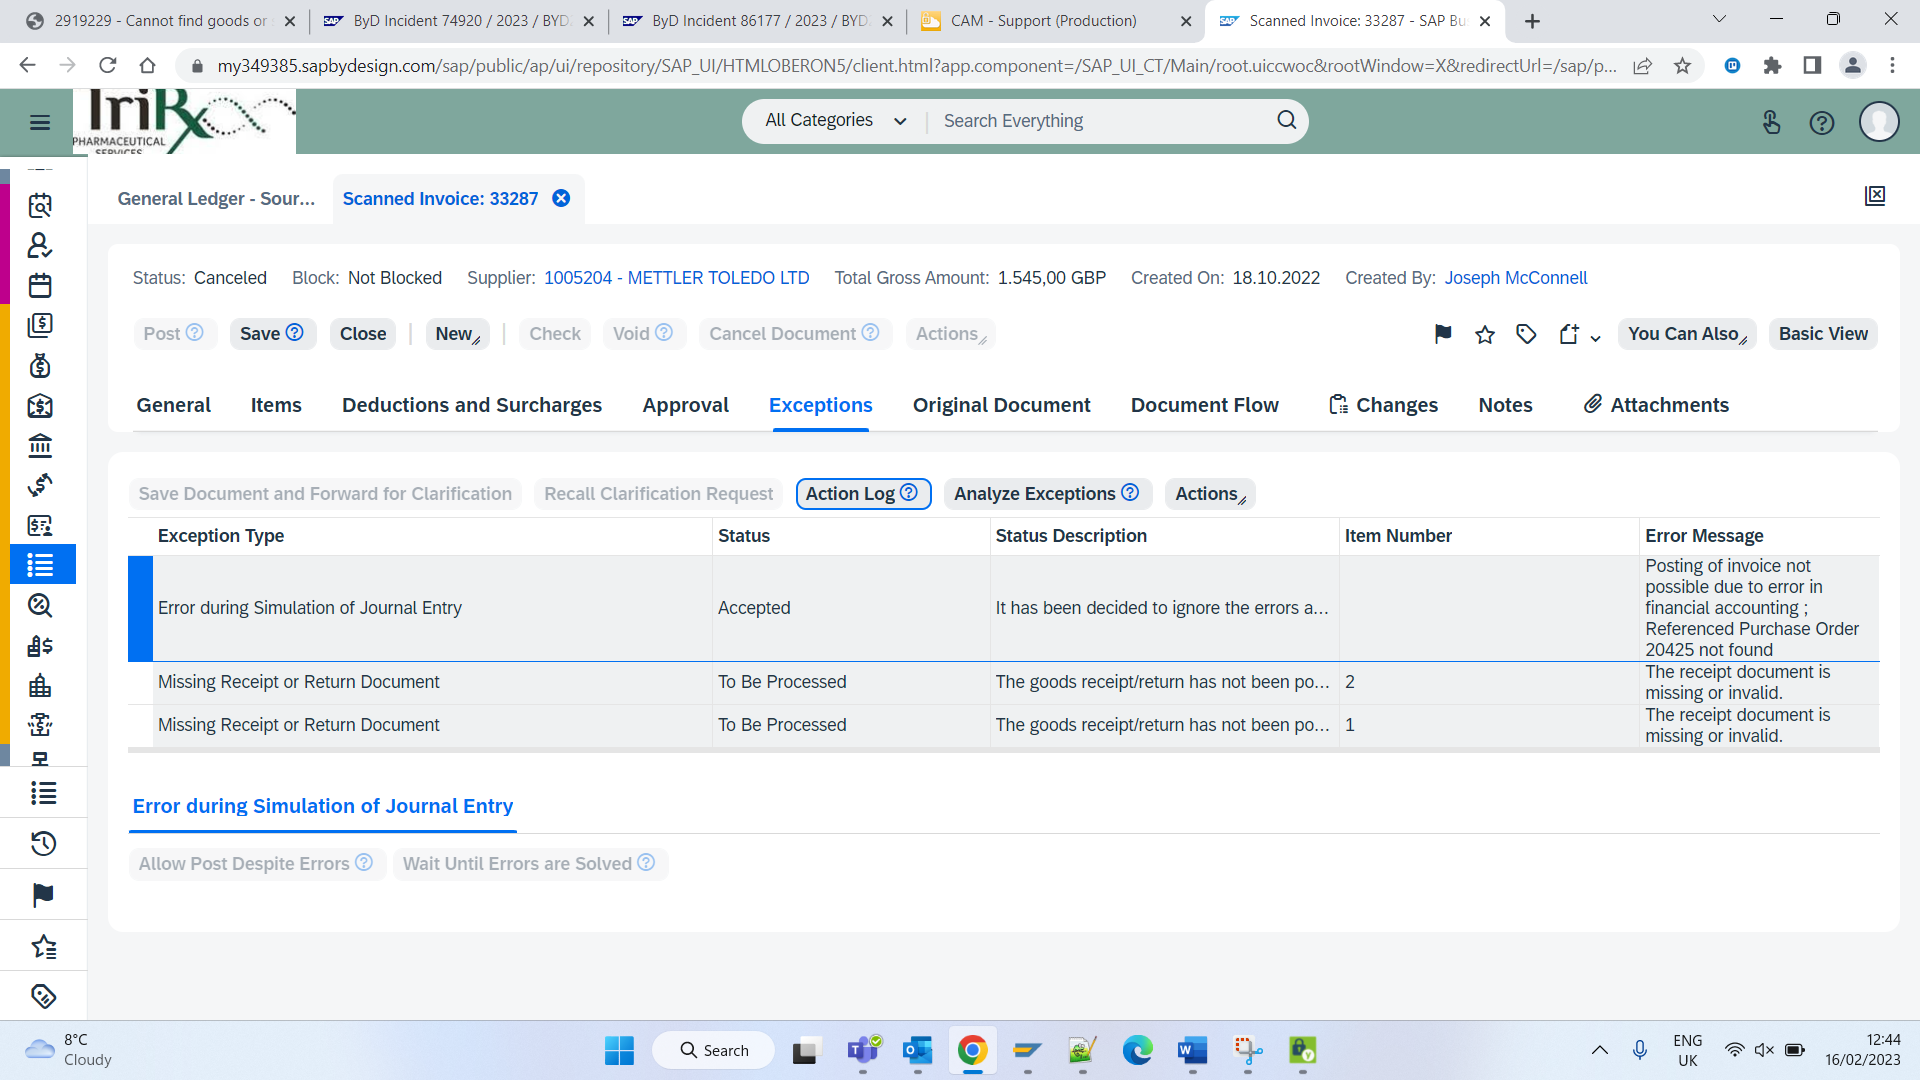 2919229 - Cannot find goods or
ByD Incident 74920 / 2023 / BYD
ByD Incident 86177 / 2023 / BYD
CAM - Support (Production)
Scanned Invoice: 33287 - SAP Bu
my349385.sapbydesign.com/sap/public/ap/ui/repository/SAP_UI/HTMLOBERON5/client.html?app.component=/SAP_UI_CT/Main/root.uiccwoc&rootWindow=X&redirectUrl=/sap/p...
TriRx
PHARMACEUTICAL
SERVICES
All Categories
Search Everything
General Ledger - Sour...
Scanned Invoice: 33287
Status: Canceled Block: Not Blocked Supplier: 1005204 - METTLER TOLEDO LTD Total Gross Amount: 1.545,00 GBP Created On: 18.10.2022 Created By: Joseph McConnell
Post Save Close New Check Void Cancel Document Actions You Can Also Basic View
General Items Deductions and Surcharges Approval Exceptions Original Document Document Flow Changes Notes Attachments
Save Document and Forward for Clarification Recall Clarification Request Action Log Analyze Exceptions Actions
Exception Type Status Status Description Item Number Error Message
Error during Simulation of Journal Entry Accepted It has been decided to ignore the errors a...
Posting of invoice not
possible due to error in
financial accounting ;
Referenced Purchase Order
20425 not found
Missing Receipt or Return Document To Be Processed The goods receipt/return has not been po... 2
The receipt document is
missing or invalid.
Missing Receipt or Return Document To Be Processed The goods receipt/return has not been po... 1
The receipt document is
missing or invalid.
Error during Simulation of Journal Entry
Allow Post Despite Errors Wait Until Errors are Solved
8°C
Cloudy
Search
ENG
UK
12:44
16/02/2023